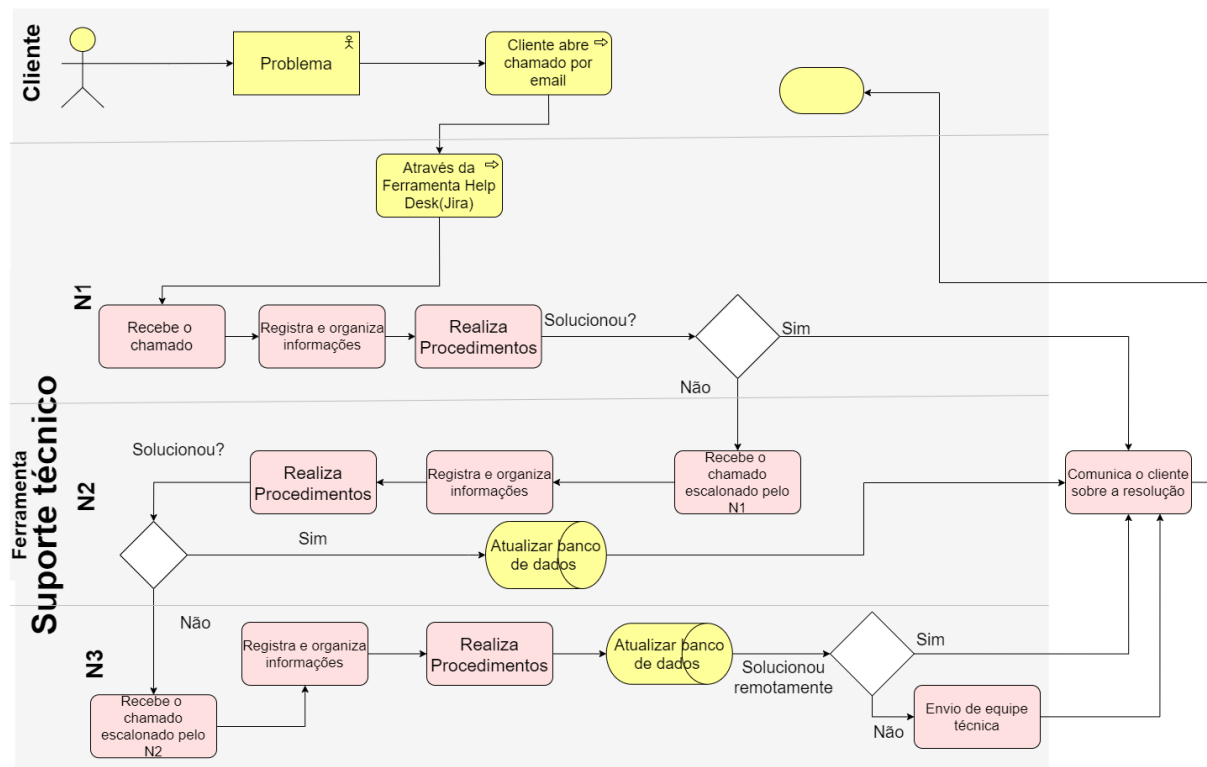 Cliente
Problema
Cliente abre
chamado por
email
Através da
Ferramenta Help
Desk(Jira)
Ferramenta
Suporte técnico
N1
Recebe o
chamado
Registra e organiza
informações
Realiza
Procedimentos
Solucionou?
Sim
Não
N2
Recebe o
chamado
escalonado pelo
N1
Registra e organiza
informações
Realiza
Procedimentos
Solucionou?
Sim
Atualizar banco
de dados
Comunica o cliente
sobre a resolução
Não
N3
Recebe o
chamado
escalonado pelo
N2
Registra e organiza
informações
Realiza
Procedimentos
Atualizar banco
de dados
Solucionou
remotamente
Sim
Não
Envio de equipe
técnica